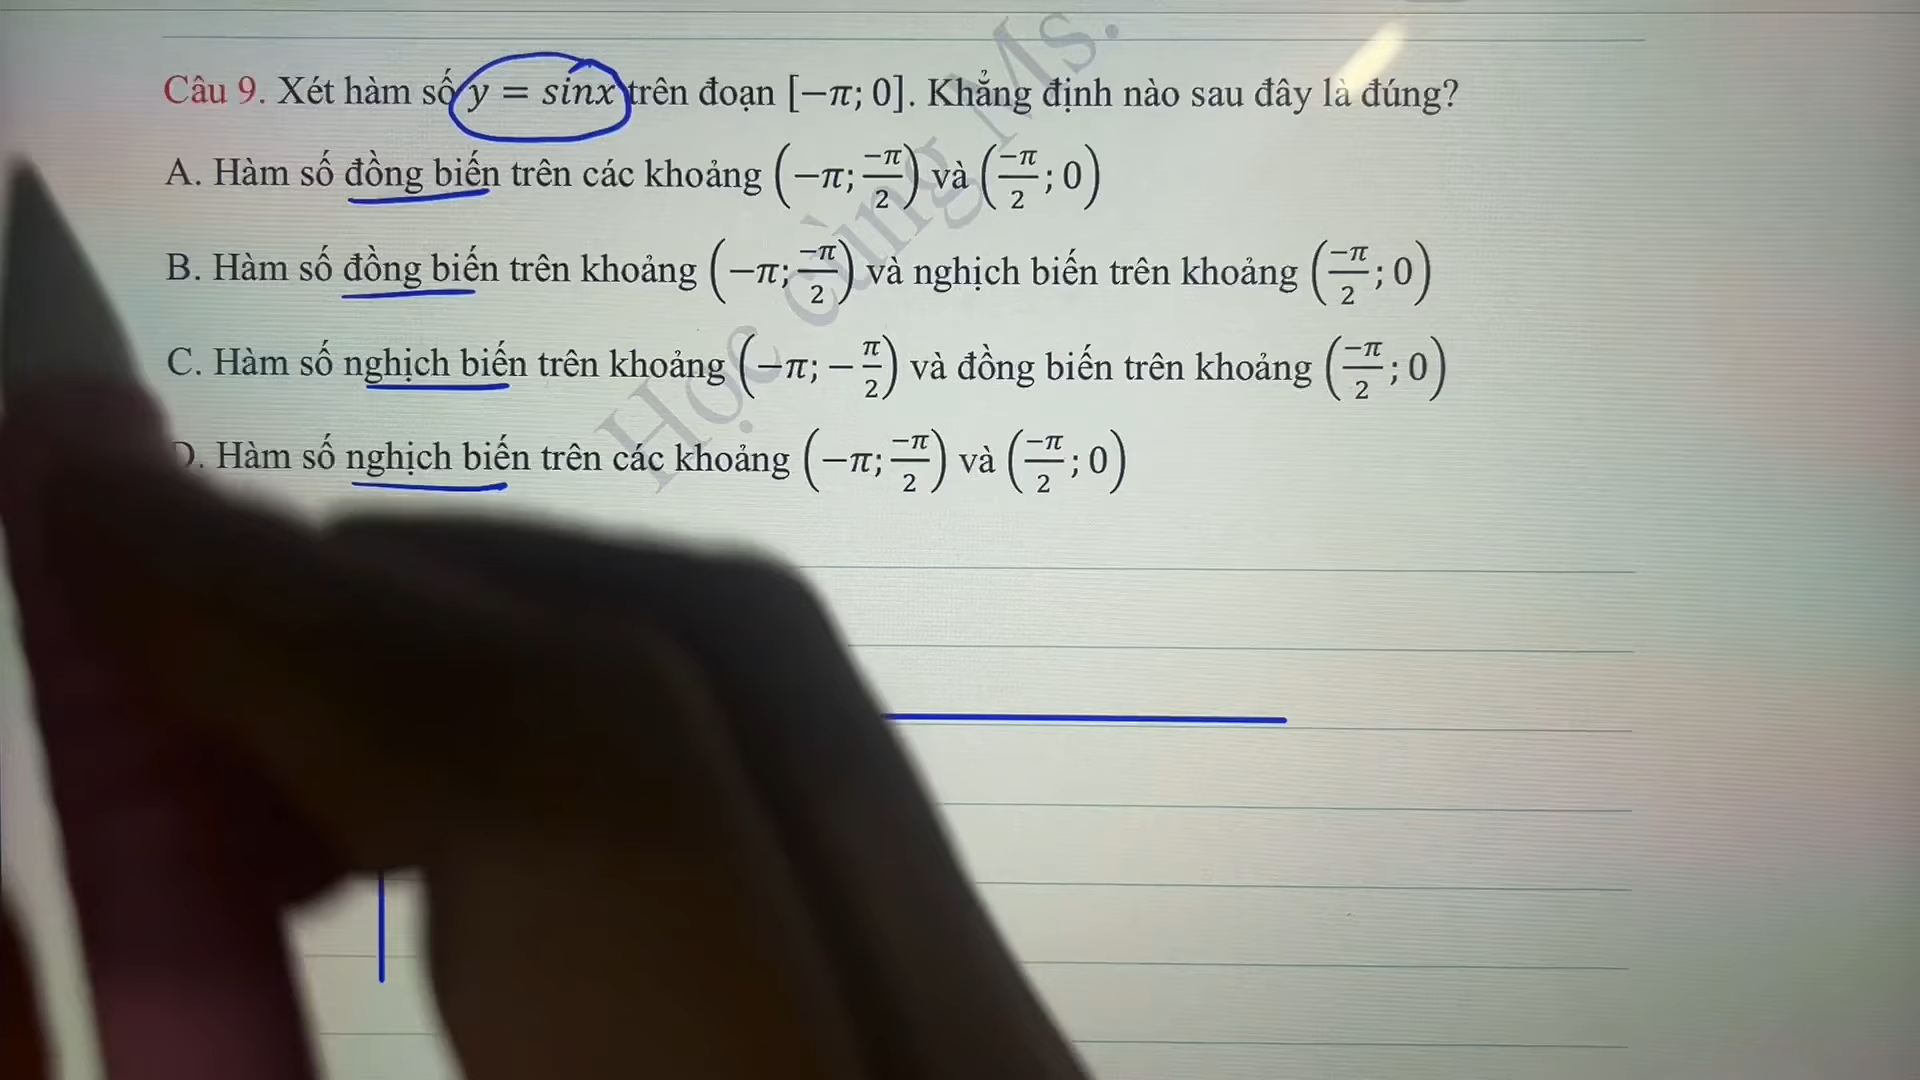 Câu 9. Xét hàm số y = sinx trên đoạn [−π; 0]. Khẳng định nào sau đây là đúng?
A. Hàm số đồng biến trên các khoảng (−π; −π/2) và (−π/2; 0)
B. Hàm số đồng biến trên khoảng (−π; −π/2) và nghịch biến trên khoảng (−π/2; 0)
C. Hàm số nghịch biến trên khoảng (−π; −π/2) và đồng biến trên khoảng (−π/2; 0)
D. Hàm số nghịch biến trên các khoảng (−π; −π/2) và (−π/2; 0)
Học cùng Ms.